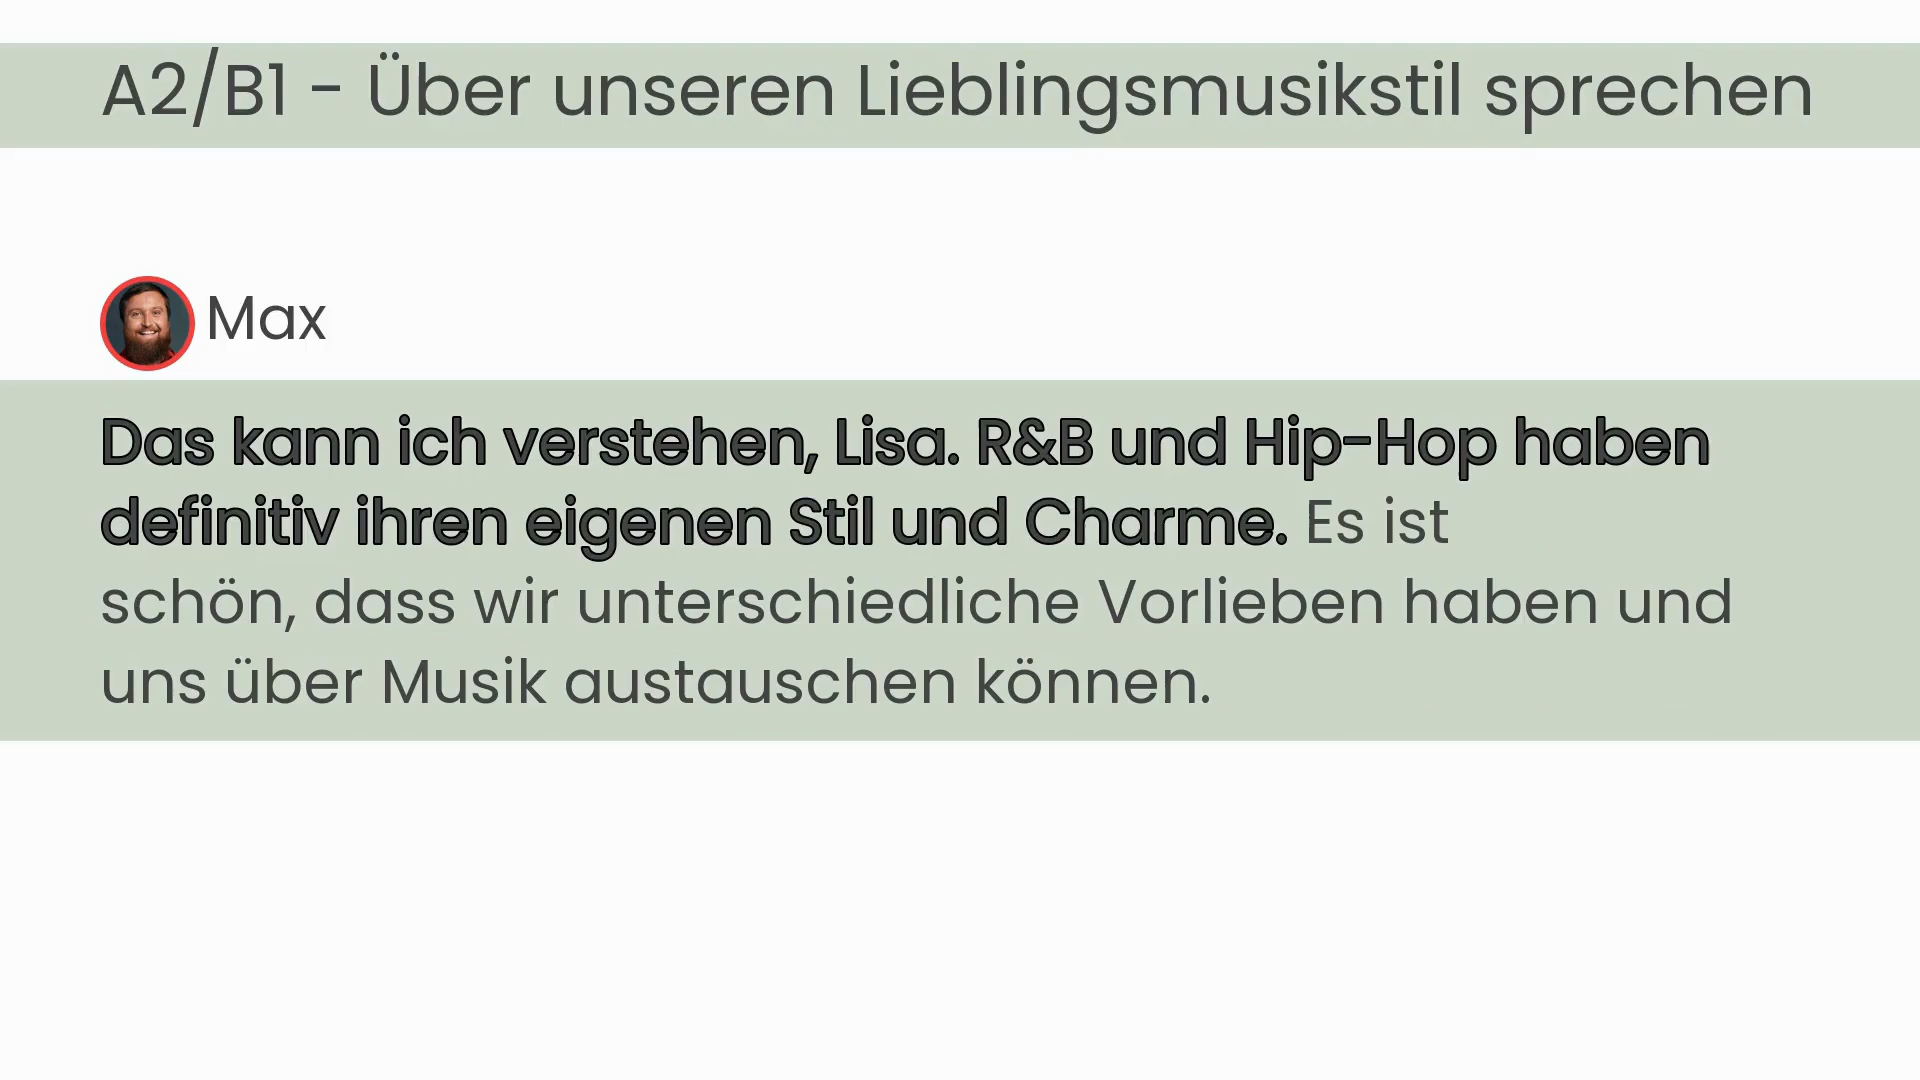 A2/B1 - Über unseren Lieblingsmusikstil sprechen
Max
Das kann ich verstehen, Lisa. R&B und Hip-Hop haben
definitiv ihren eigenen Stil und Charme. Es ist
schön, dass wir unterschiedliche Vorlieben haben und
uns über Musik austauschen können.